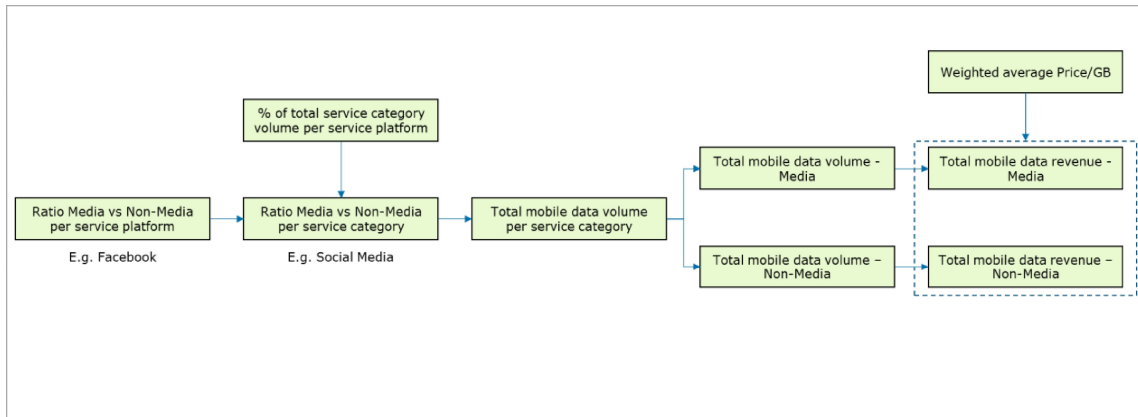 Weighted average Price/GB
% of total service category
volume per service platform
Total mobile data volume -
Media
Total mobile data revenue -
Media
Ratio Media vs Non-Media
per service platform
Ratio Media vs Non-Media
per service category
Total mobile data volume
per service category
E.g. Facebook
E.g. Social Media
Total mobile data volume –
Non-Media
Total mobile data revenue –
Non-Media